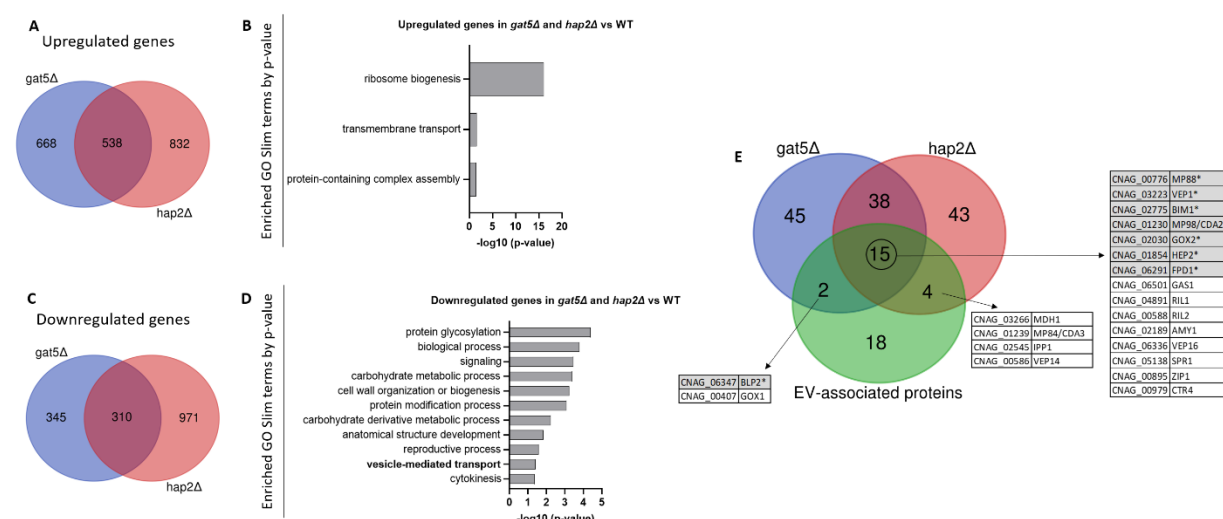 A
Upregulated genes
gat5Δ
668
538
832
hap2Δ
B
Enriched GO Slim terms by p-value
Upregulated genes in gat5Δ and hap2Δ vs WT
ribosome biogenesis
transmembrane transport
protein-containing complex assembly
0 5 10 15 20
-log10 (p-value)
C
Downregulated genes
gat5Δ
345
310
971
hap2Δ
D
Enriched GO Slim terms by p-value
Downregulated genes in gat5Δ and hap2Δ vs WT
protein glycosylation
biological process
signaling
carbohydrate metabolic process
cell wall organization or biogenesis
protein modification process
carbohydrate derivative metabolic process
anatomical structure development
reproductive process
vesicle-mediated transport
cytokinesis
0 1 2 3 4 5
-log10 (p-value)
E
gat5Δ
hap2Δ
45
38
43
15
2
4
18
EV-associated proteins
CNAG_06347 BLP2*
CNAG_00407 GOX1
CNAG_03266 MDH1
CNAG_01239 MP84/CDA3
CNAG_02545 IPP1
CNAG_00586 VEP14
CNAG_00776 MP88*
CNAG_03223 VEP1*
CNAG_02775 BIM1*
CNAG_01230 MP98/CDA2
CNAG_02030 GOX2*
CNAG_01854 HEP2*
CNAG_06291 FPD1*
CNAG_06501 GAS1
CNAG_04891 RIL1
CNAG_00588 RIL2
CNAG_02189 AMY1
CNAG_06336 VEP16
CNAG_05138 SPR1
CNAG_00895 ZIP1
CNAG_00979 CTR4